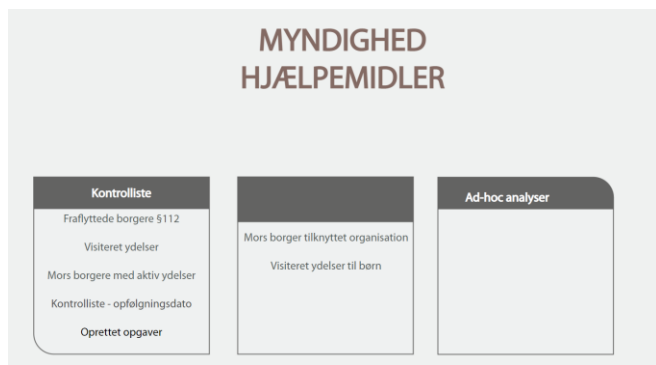 MYNDIGHED
HJÆLPEMIDLER
Kontrolliste
Fraflyttede borgere §112
Visiteret ydelser
Mors borgere med aktiv ydelser
Kontrolliste - opfølgningsdato
Oprettet opgaver
Mors borger tilknyttet organisation
Visiteret ydelser til børn
Ad-hoc analyser